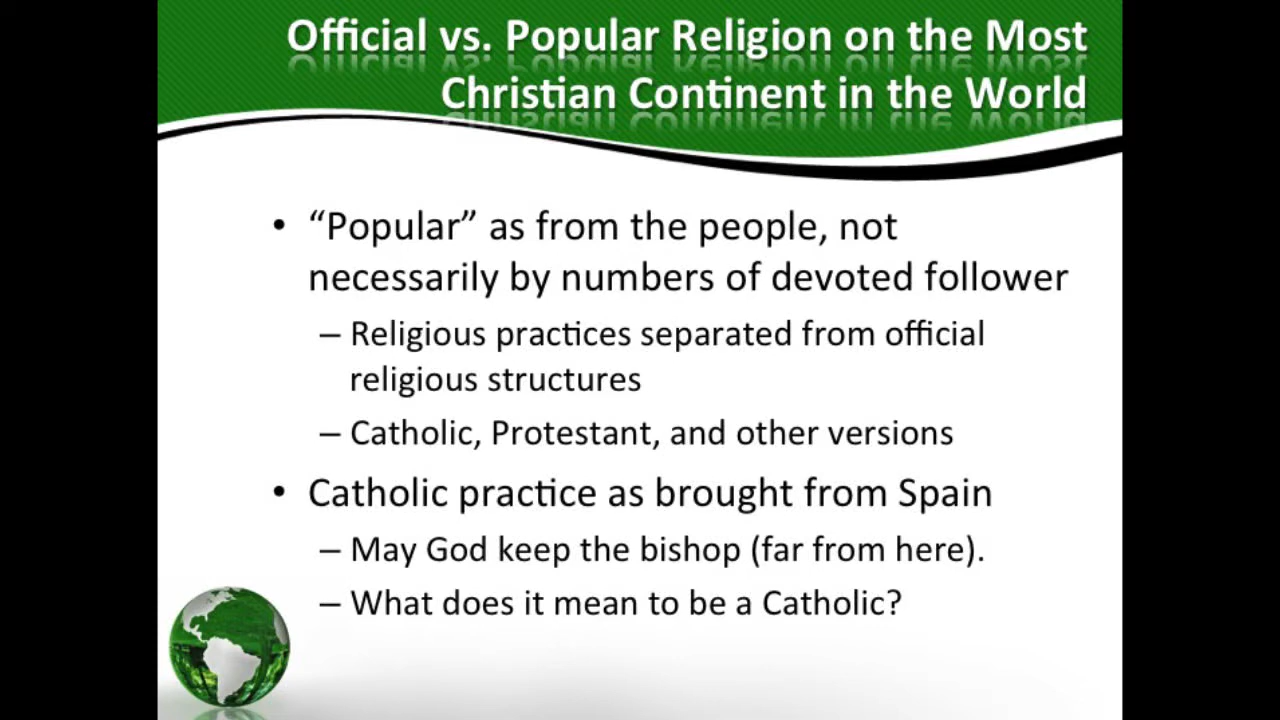 Official vs. Popular Religion on the Most
Christian Continent in the World
• “Popular” as from the people, not
necessarily by numbers of devoted follower
– Religious practices separated from official
religious structures
– Catholic, Protestant, and other versions
• Catholic practice as brought from Spain
– May God keep the bishop (far from here).
– What does it mean to be a Catholic?